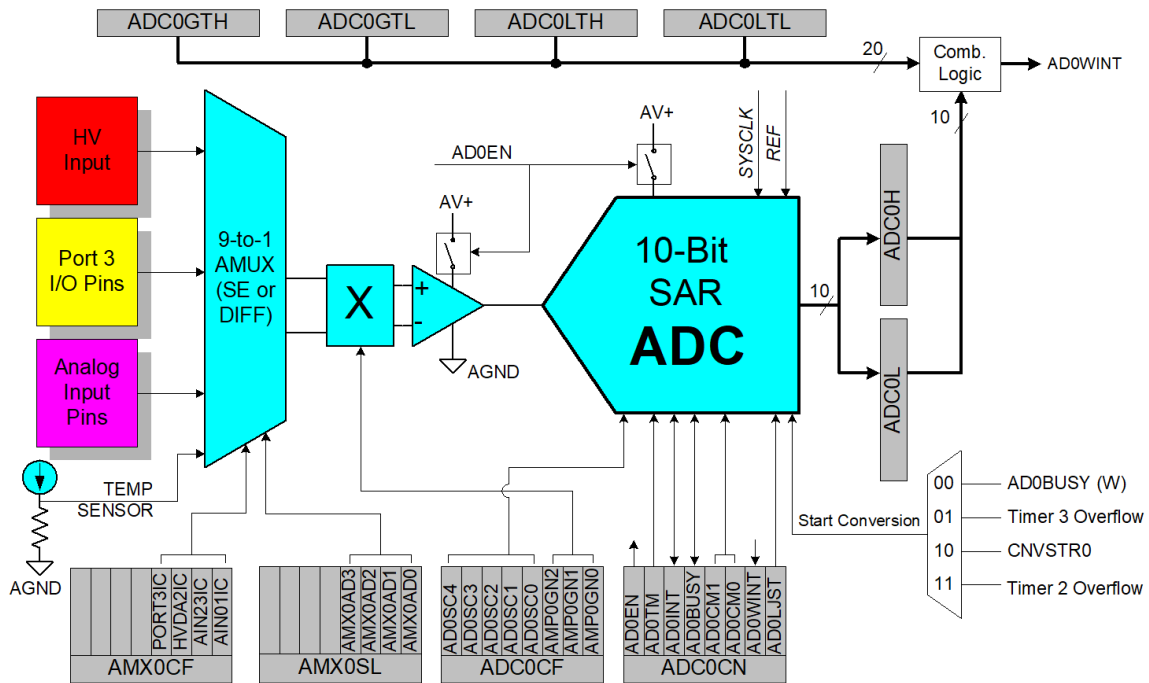 ADC0GTH
ADC0GTL
ADC0LTH
ADC0LTL
20
Comb.
Logic
AD0WINT
10
HV
Input
Port 3
I/O Pins
Analog
Input
Pins
TEMP
SENSOR
AGND
9-to-1
AMUX
(SE or
DIFF)
X
+
-
AV+
AGND
AD0EN
AV+
SYSCLK
REF
10-Bit
SAR
ADC
10
ADC0H
ADC0L
Start Conversion
00
AD0BUSY (W)
01
Timer 3 Overflow
10
CNVSTR0
11
Timer 2 Overflow
PORT3IC
HVDA2IC
AIN23IC
AIN01IC
AMX0CF
AMX0AD3
AMX0AD2
AMX0AD1
AMX0AD0
AMX0SL
AD0SC4
AD0SC3
AD0SC2
AD0SC1
AD0SC0
AMP0GN2
AMP0GN1
AMP0GN0
ADC0CF
AD0EN
AD0TM
AD0INT
AD0BUSY
AD0CM1
AD0CM0
AD0WINT
AD0LJST
ADC0CN